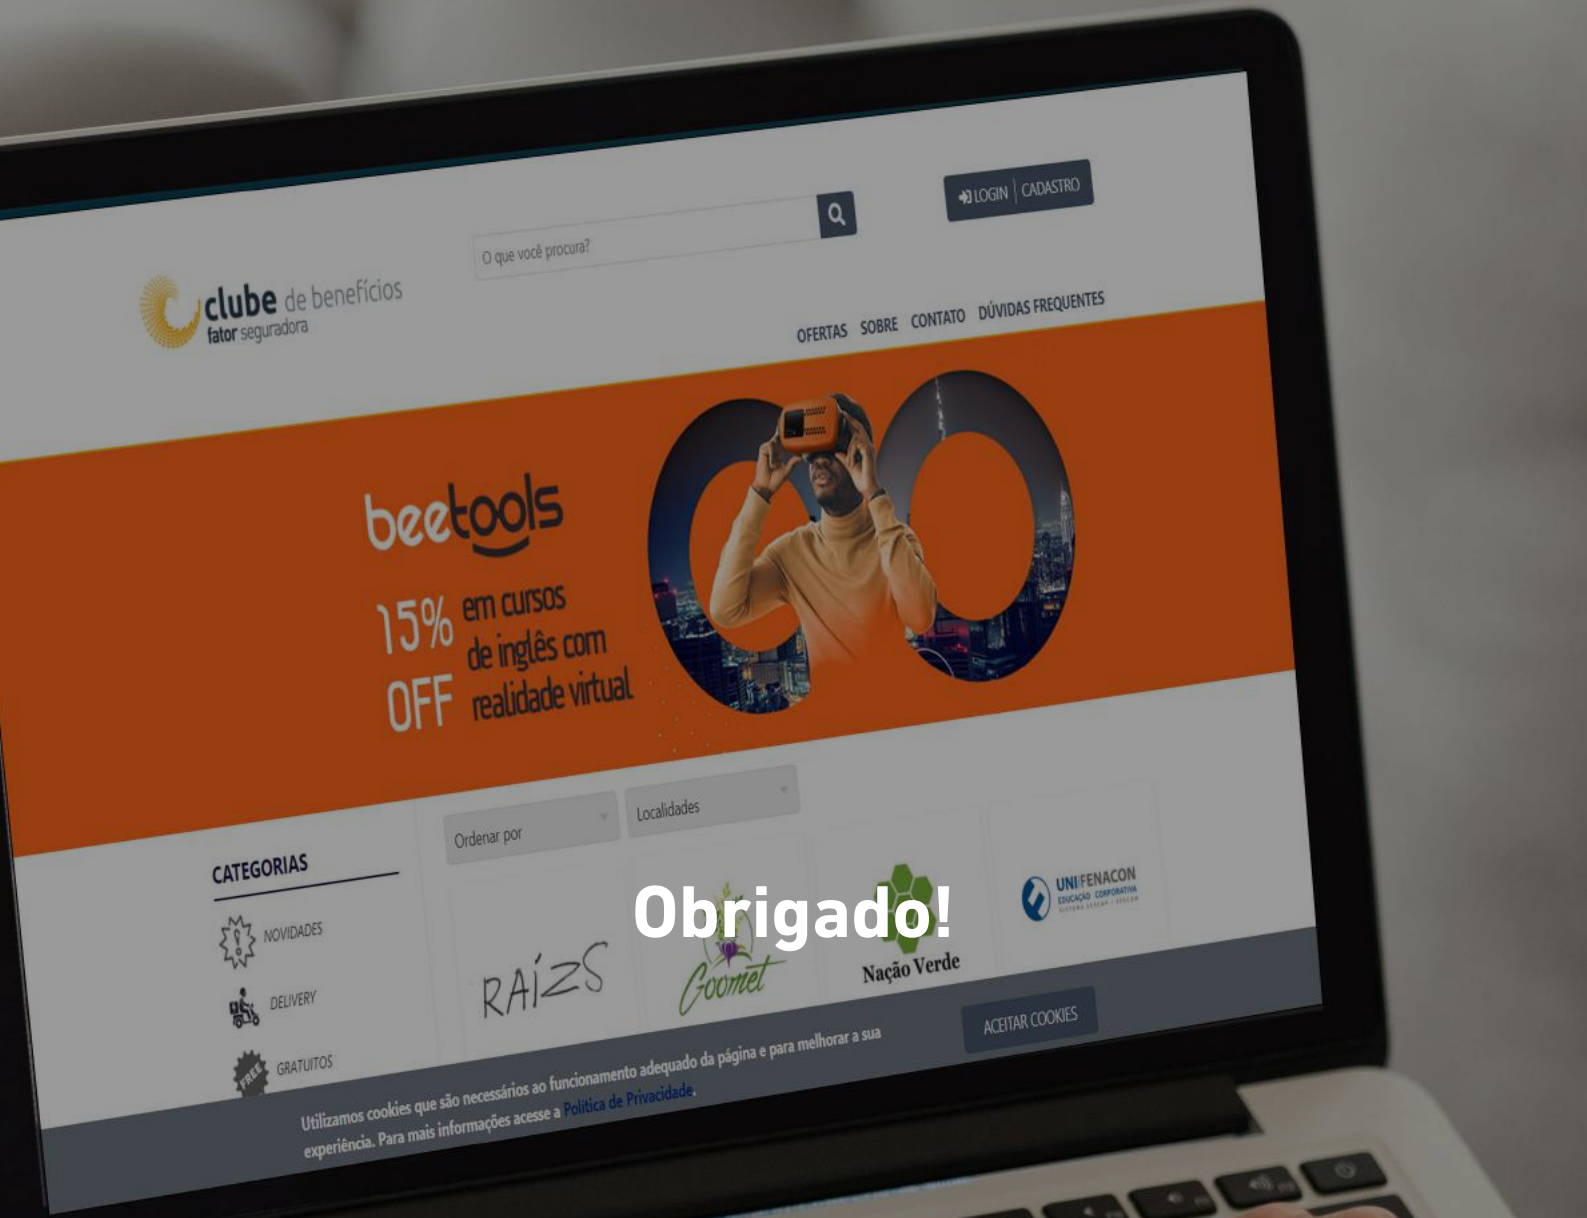 O que você procura?
LOGIN | CADASTRO
clube de benefícios
fator seguradora
OFERTAS SOBRE CONTATO DÚVIDAS FREQUENTES
beetools
15% OFF
em cursos
de inglês com
realidade virtual
Ordenar por
Localidades
CATEGORIAS
NOVIDADES
DELIVERY
FREE
GRATUITOS
RAÍZS
Goomet
Nação Verde
UNIFENACON
EDUCAÇÃO CORPORATIVA
Obrigado!
Utilizamos cookies que são necessários ao funcionamento adequado da página e para melhorar a sua
experiência. Para mais informações acesse a Política de Privacidade.
ACEITAR COOKIES